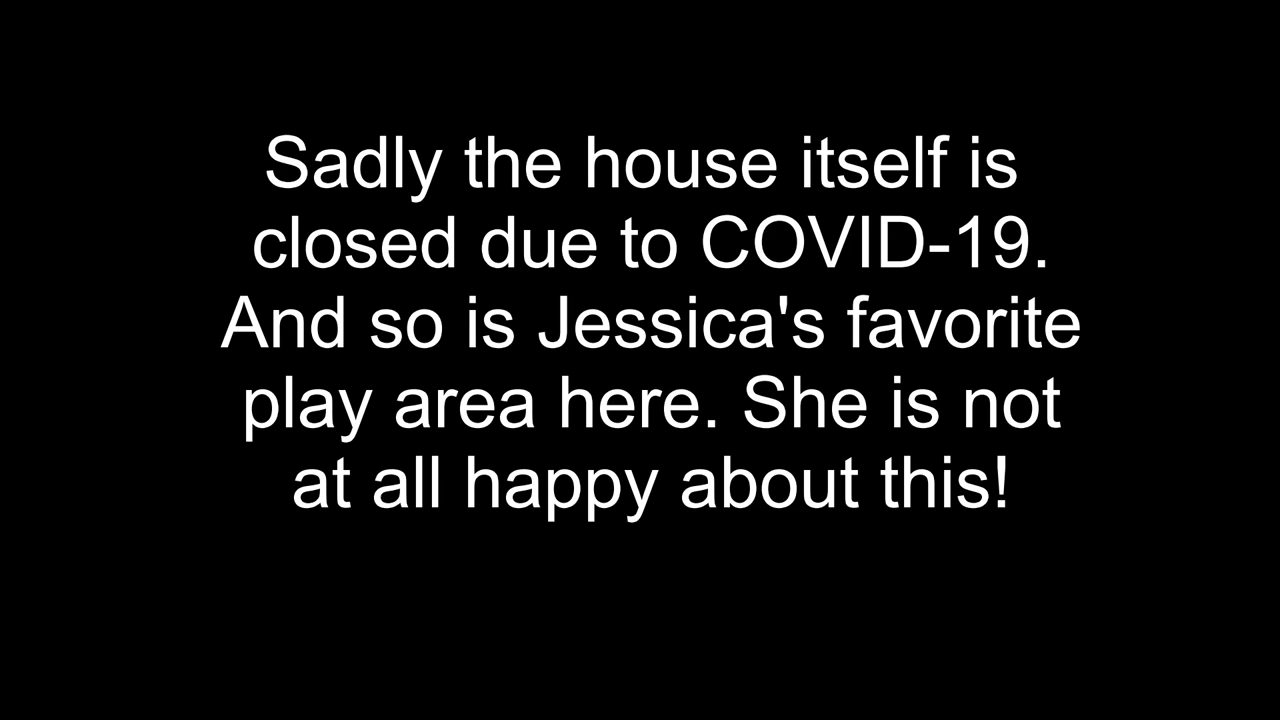 Sadly the house itself is
closed due to COVID-19.
And so is Jessica's favorite
play area here. She is not
at all happy about this!